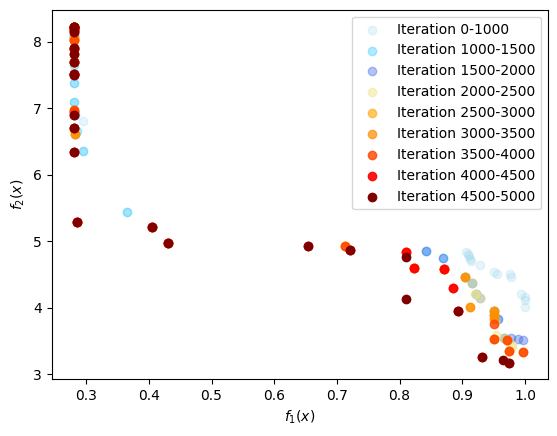 Iteration 0-1000
Iteration 1000-1500
Iteration 1500-2000
Iteration 2000-2500
Iteration 2500-3000
Iteration 3000-3500
Iteration 3500-4000
Iteration 4000-4500
Iteration 4500-5000
8
7
6
5
4
3
f₂(x)
0.3 0.4 0.5 0.6 0.7 0.8 0.9 1.0
f₁(x)